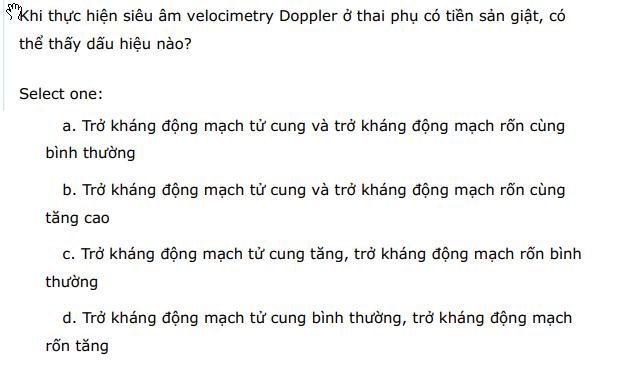 Khi thực hiện siêu âm velocimetry Doppler ở thai phụ có tiền sản giật, có
thể thấy dấu hiệu nào?
Select one:
a. Trở kháng động mạch tử cung và trở kháng động mạch rốn cùng
bình thường
b. Trở kháng động mạch tử cung và trở kháng động mạch rốn cùng
tăng cao
c. Trở kháng động mạch tử cung tăng, trở kháng động mạch rốn bình
thường
d. Trở kháng động mạch tử cung bình thường, trở kháng động mạch
rốn tăng